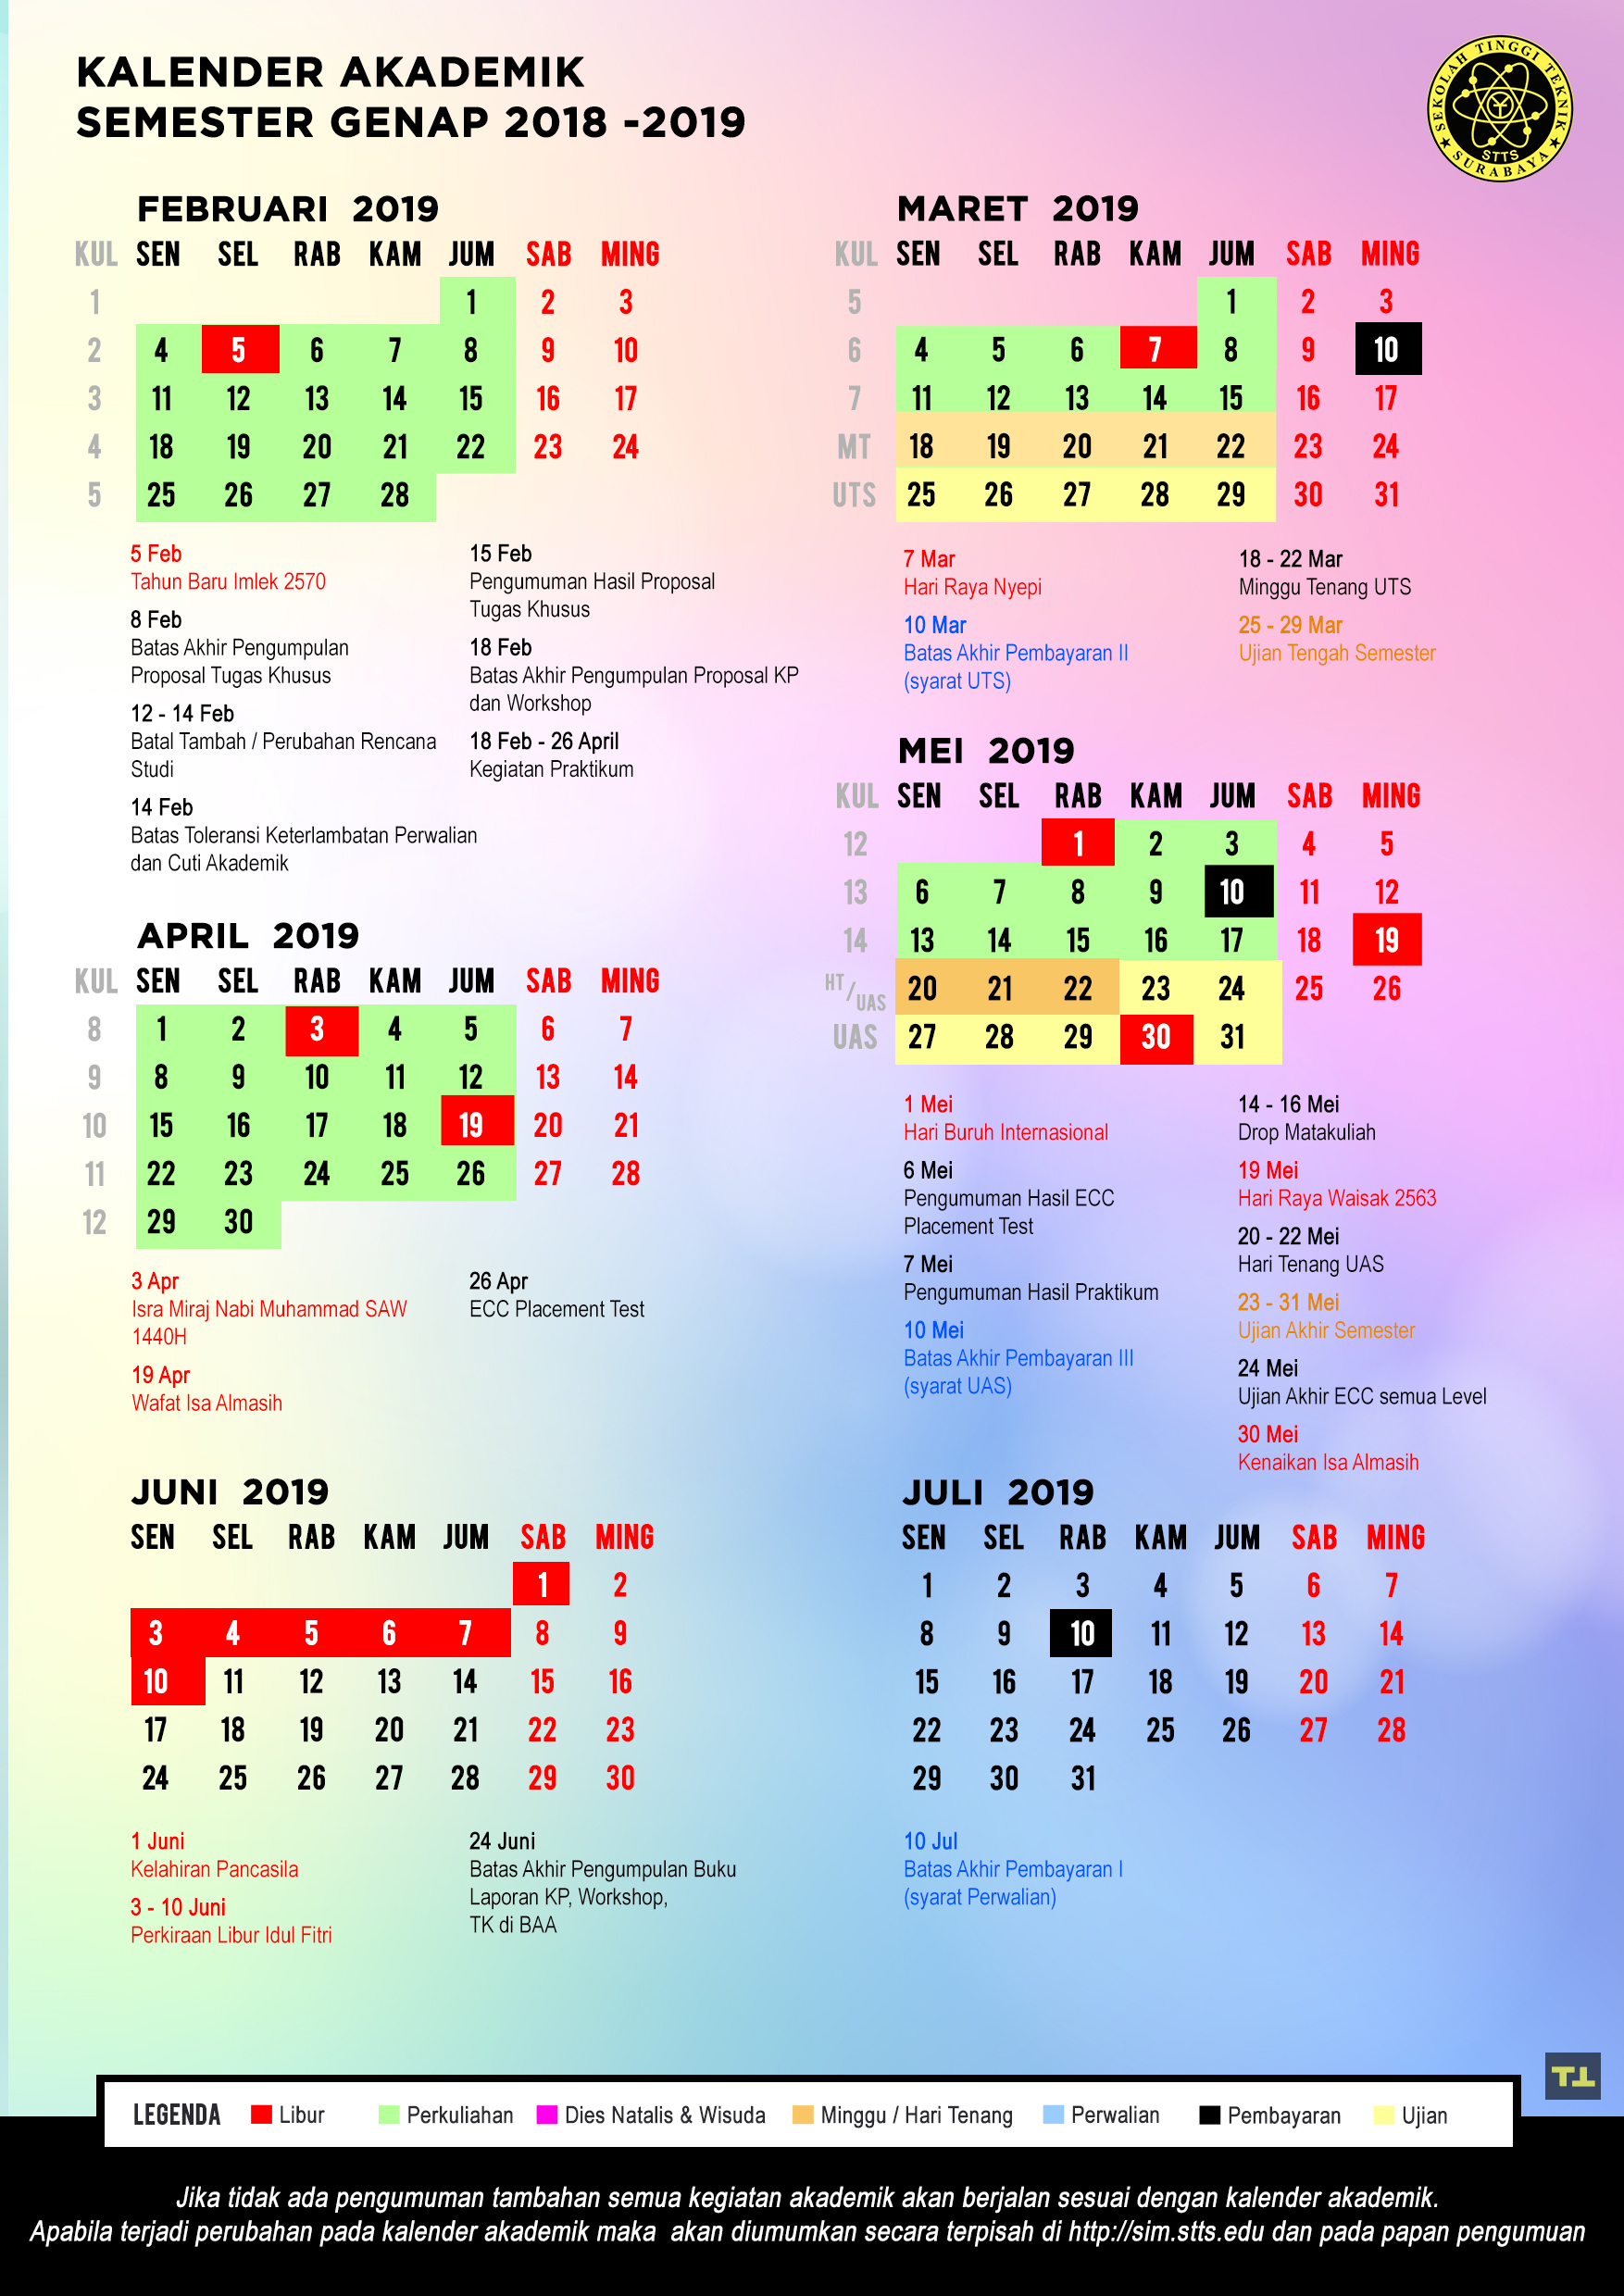 KALENDER AKADEMIK
SEMESTER GENAP 2018 -2019
SEKOLAH TINGGI TEKNIK
STTS
SURABAYA
FEBRUARI 2019
KUL SEN SEL RAB KAM JUM SAB MING
1 1 2 3
2 4 5 6 7 8 9 10
3 11 12 13 14 15 16 17
4 18 19 20 21 22 23 24
5 25 26 27 28
5 Feb
Tahun Baru Imlek 2570
8 Feb
Batas Akhir Pengumpulan
Proposal Tugas Khusus
12 - 14 Feb
Batal Tambah / Perubahan Rencana
Studi
14 Feb
Batas Toleransi Keterlambatan Perwalian
dan Cuti Akademik
15 Feb
Pengumuman Hasil Proposal
Tugas Khusus
18 Feb
Batas Akhir Pengumpulan Proposal KP
dan Workshop
18 Feb - 26 April
Kegiatan Praktikum
MARET 2019
KUL SEN SEL RAB KAM JUM SAB MING
5 1 2 3
6 4 5 6 7 8 9 10
7 11 12 13 14 15 16 17
MT 18 19 20 21 22 23 24
UTS 25 26 27 28 29 30 31
7 Mar
Hari Raya Nyepi
10 Mar
Batas Akhir Pembayaran II
(syarat UTS)
18 - 22 Mar
Minggu Tenang UTS
25 - 29 Mar
Ujian Tengah Semester
APRIL 2019
KUL SEN SEL RAB KAM JUM SAB MING
8 1 2 3 4 5 6 7
9 8 9 10 11 12 13 14
10 15 16 17 18 19 20 21
11 22 23 24 25 26 27 28
12 29 30
3 Apr
Isra Miraj Nabi Muhammad SAW
1440H
19 Apr
Wafat Isa Almasih
26 Apr
ECC Placement Test
MEI 2019
KUL SEN SEL RAB KAM JUM SAB MING
12 1 2 3 4 5
13 6 7 8 9 10 11 12
14 13 14 15 16 17 18 19
HT/UAS 20 21 22 23 24 25 26
UAS 27 28 29 30 31
1 Mei
Hari Buruh Internasional
6 Mei
Pengumuman Hasil ECC
Placement Test
7 Mei
Pengumuman Hasil Praktikum
10 Mei
Batas Akhir Pembayaran III
(syarat UAS)
14 - 16 Mei
Drop Matakuliah
19 Mei
Hari Raya Waisak 2563
20 - 22 Mei
Hari Tenang UAS
23 - 31 Mei
Ujian Akhir Semester
24 Mei
Ujian Akhir ECC semua Level
30 Mei
Kenaikan Isa Almasih
JUNI 2019
SEN SEL RAB KAM JUM SAB MING
1 2
3 4 5 6 7 8 9
10 11 12 13 14 15 16
17 18 19 20 21 22 23
24 25 26 27 28 29 30
1 Juni
Kelahiran Pancasila
3 - 10 Juni
Perkiraan Libur Idul Fitri
24 Juni
Batas Akhir Pengumpulan Buku
Laporan KP, Workshop,
TK di BAA
JULI 2019
SEN SEL RAB KAM JUM SAB MING
1 2 3 4 5 6 7
8 9 10 11 12 13 14
15 16 17 18 19 20 21
22 23 24 25 26 27 28
29 30 31
10 Jul
Batas Akhir Pembayaran I
(syarat Perwalian)
LEGENDA Libur Perkuliahan Dies Natalis & Wisuda Minggu / Hari Tenang Perwalian Pembayaran Ujian
Jika tidak ada pengumuman tambahan semua kegiatan akademik akan berjalan sesuai dengan kalender akademik.
Apabila terjadi perubahan pada kalender akademik maka akan diumumkan secara terpisah di http://sim.stts.edu dan pada papan pengumuan